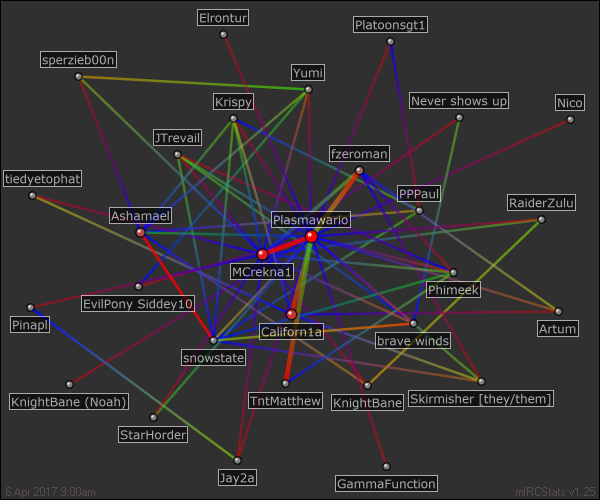 Elrontur
Platoonsgt1
sperzieb00n
Yumi
Krispy
Never shows up
Nico
JTrevail
fzeroman
tiedyetophat
PPPaul
RaiderZulu
Ashamael
Plasmawario
MCrekna1
EvilPony Siddey10
Phimeek
Pinapl
Californ1a
Artum
snowstate
brave winds
KnightBane (Noah)
TntMatthew
KnightBane
Skirmisher [they/them]
StarHorder
Jay2a
GammaFunction
6 Apr 2017 9:00am
mIRCStats v1.25